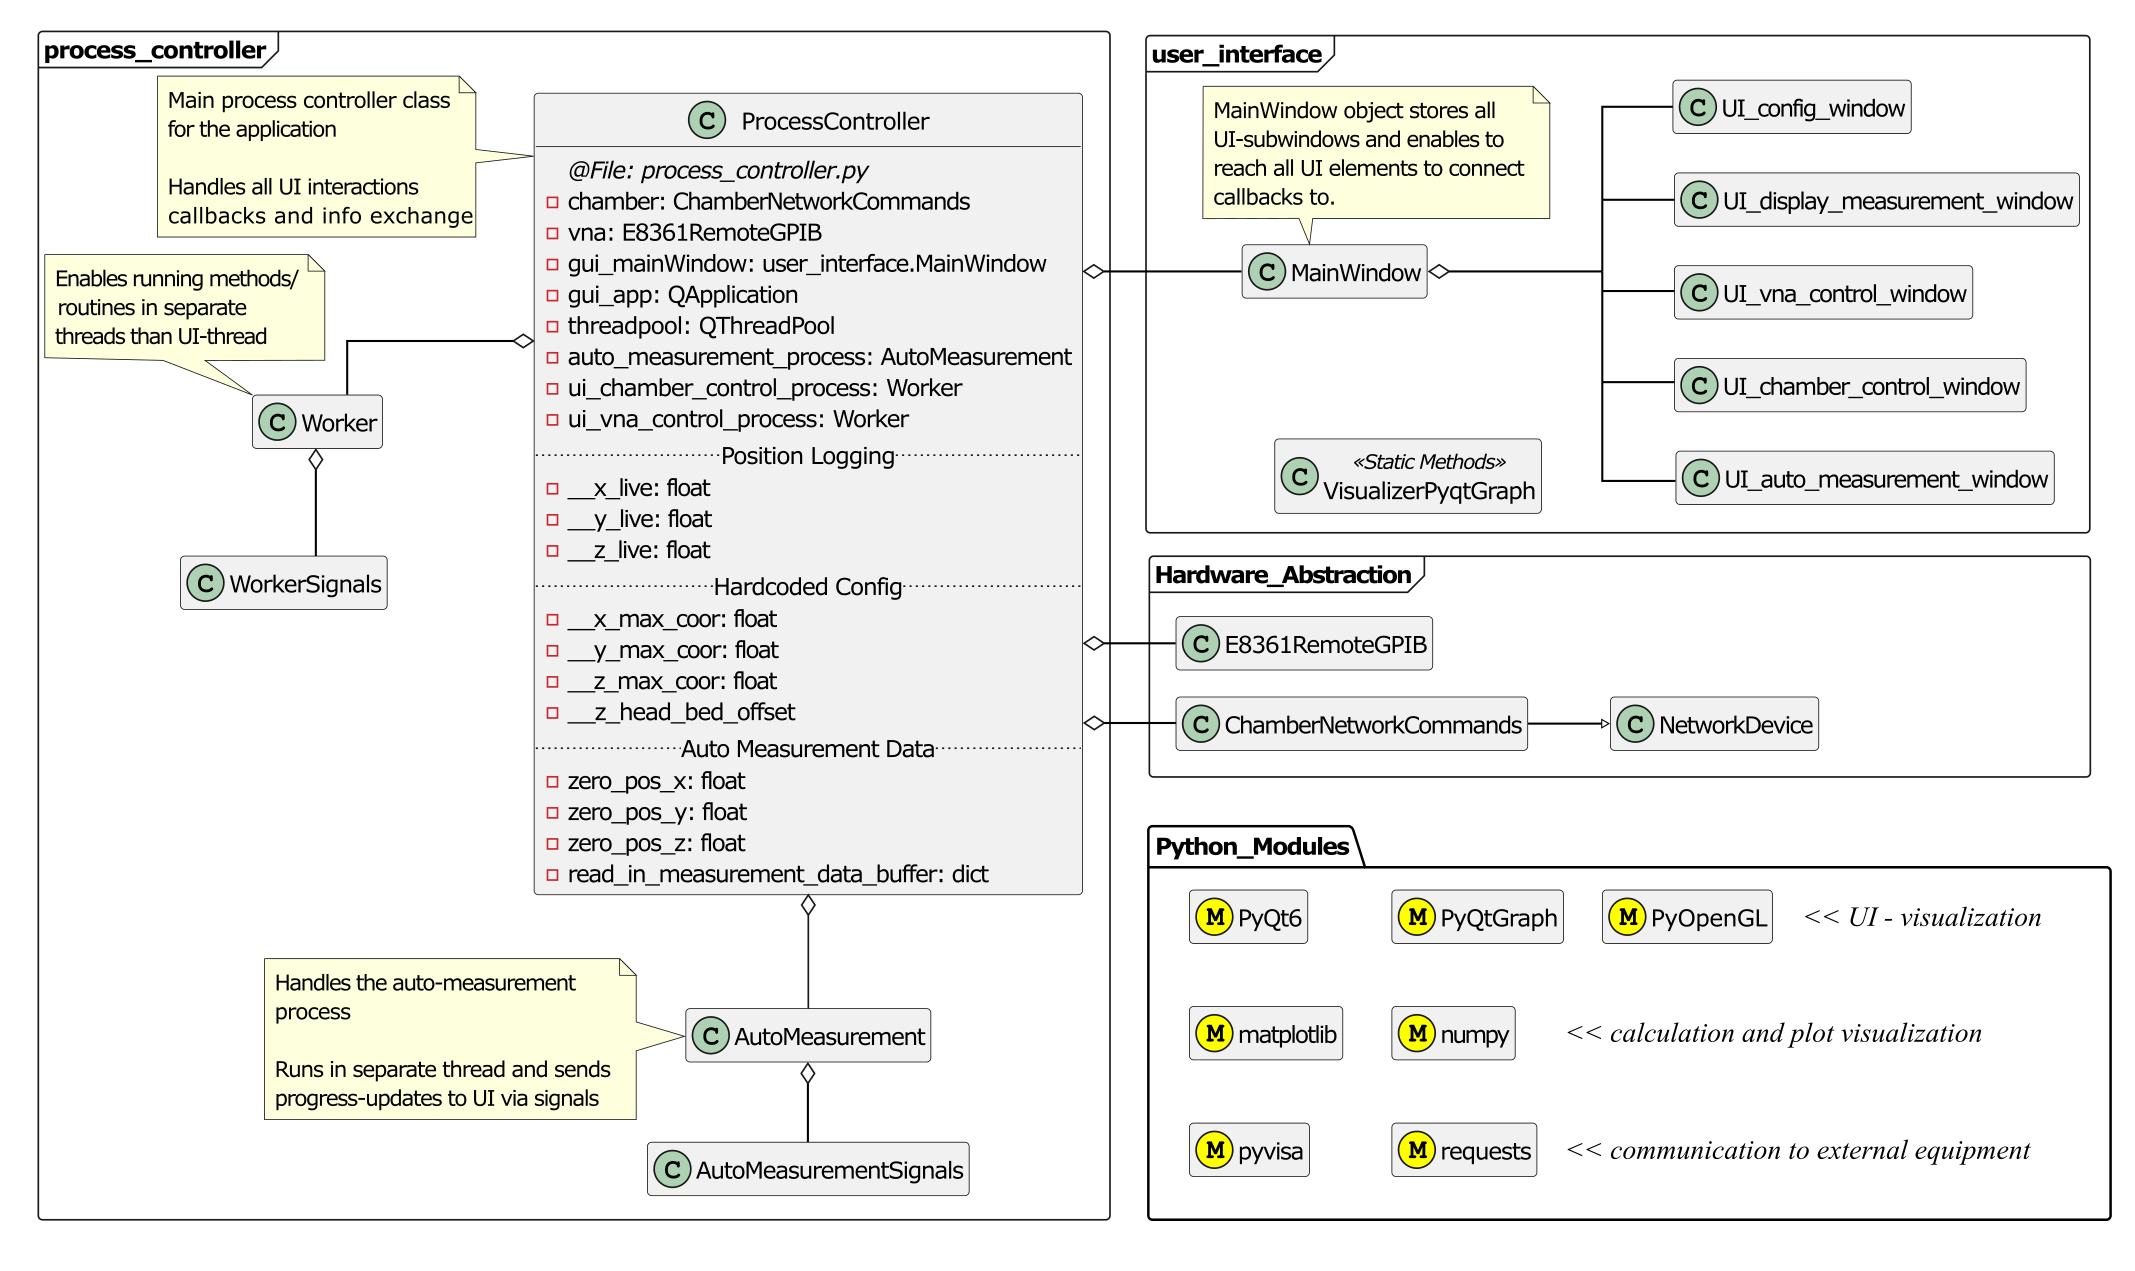 process_controller
Main process controller class
for the application
Handles all UI interactions
callbacks and info exchange
Enables running methods/
routines in separate
threads than UI-thread
C Worker
C WorkerSignals
C ProcessController
@File: process_controller.py
chamber: ChamberNetworkCommands
vna: E8361RemoteGPIB
gui_mainWindow: user_interface.MainWindow
gui_app: QApplication
threadpool: QThreadPool
auto_measurement_process: AutoMeasurement
ui_chamber_control_process: Worker
ui_vna_control_process: Worker
Position Logging
__x_live: float
__y_live: float
__z_live: float
Hardcoded Config
__x_max_coor: float
__y_max_coor: float
__z_max_coor: float
__z_head_bed_offset
Auto Measurement Data
zero_pos_x: float
zero_pos_y: float
zero_pos_z: float
read_in_measurement_data_buffer: dict
Handles the auto-measurement
process
Runs in separate thread and sends
progress-updates to UI via signals
C AutoMeasurement
C AutoMeasurementSignals
user_interface
MainWindow object stores all
UI-subwindows and enables to
reach all UI elements to connect
callbacks to.
C MainWindow
C UI_config_window
C UI_display_measurement_window
C UI_vna_control_window
C UI_chamber_control_window
C UI_auto_measurement_window
«Static Methods»
C VisualizerPyqtGraph
Hardware_Abstraction
C E8361RemoteGPIB
C ChamberNetworkCommands
C NetworkDevice
Python_Modules
M PyQt6
M PyQtGraph
M PyOpenGL
<< UI - visualization
M matplotlib
M numpy
<< calculation and plot visualization
M pyvisa
M requests
<< communication to external equipment